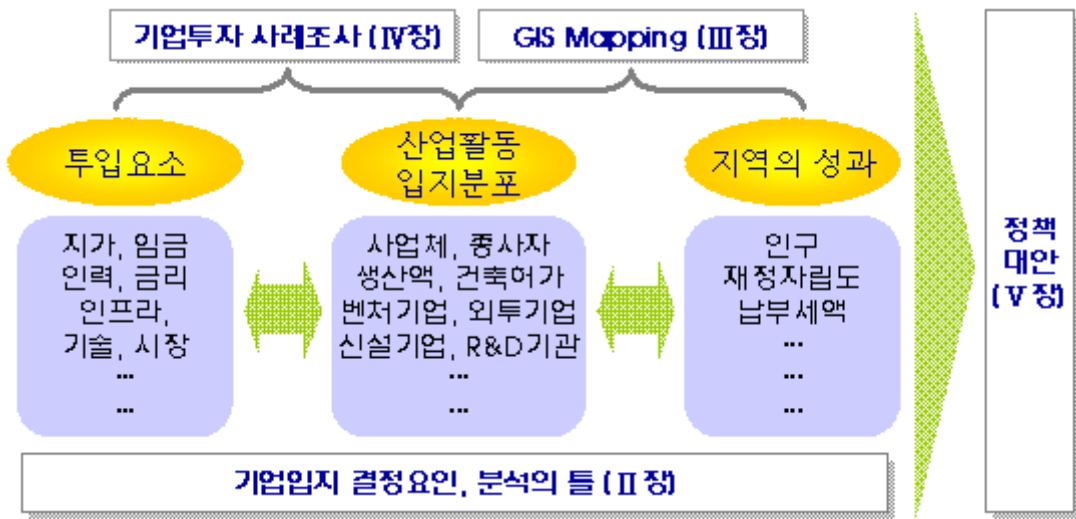 기업투자 사례조사 (Ⅳ장)
GIS Mapping (Ⅲ장)
투입요소
산업활동
입지분포
지역의 성과
지가, 임금
인력, 금리
인프라,
기술, 시장
...
...
사업체, 종사자
생산액, 건축허가
벤처기업, 외투기업
신설기업, R&D기관
...
...
인구
재정자립도
납부세액
...
...
...
정책
대안
(Ⅴ장)
기업입지 결정요인, 분석의 틀 (Ⅱ장)